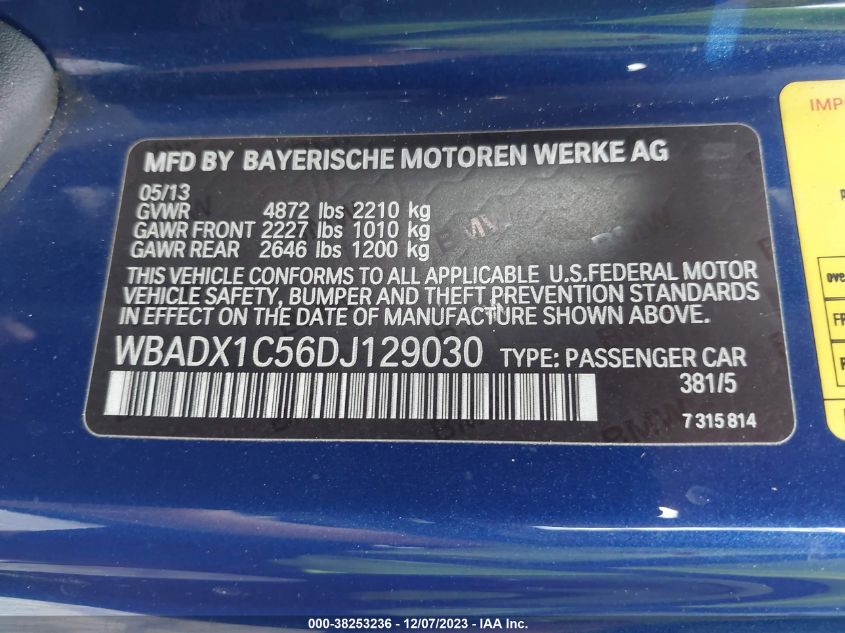 MFD BY BAYERISCHE MOTOREN WERKE AG
05/13
GVWR 4872 lbs 2210 kg
GAWR FRONT 2227 lbs 1010 kg
GAWR REAR 2646 lbs 1200 kg
THIS VEHICLE CONFORMS TO ALL APPLICABLE U.S.FEDERAL MOTOR
VEHICLE SAFETY, BUMPER AND THEFT PREVENTION STANDARDS
IN EFFECT ON THE DATE OF MANUFACTURE SHOWN ABOVE.
WBADX1C56DJ129030 TYPE: PASSENGER CAR
381/5
7 315 814
000-38253236 - 12/07/2023 - IAA Inc.